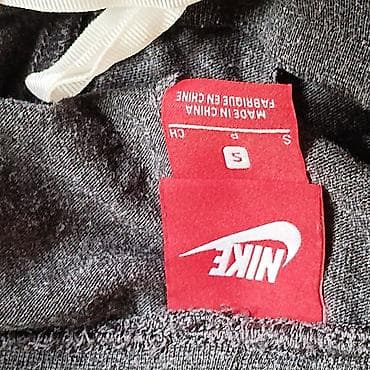 NIKE
S
S P CH
MADE IN CHINA
FABRIQUE EN CHINE